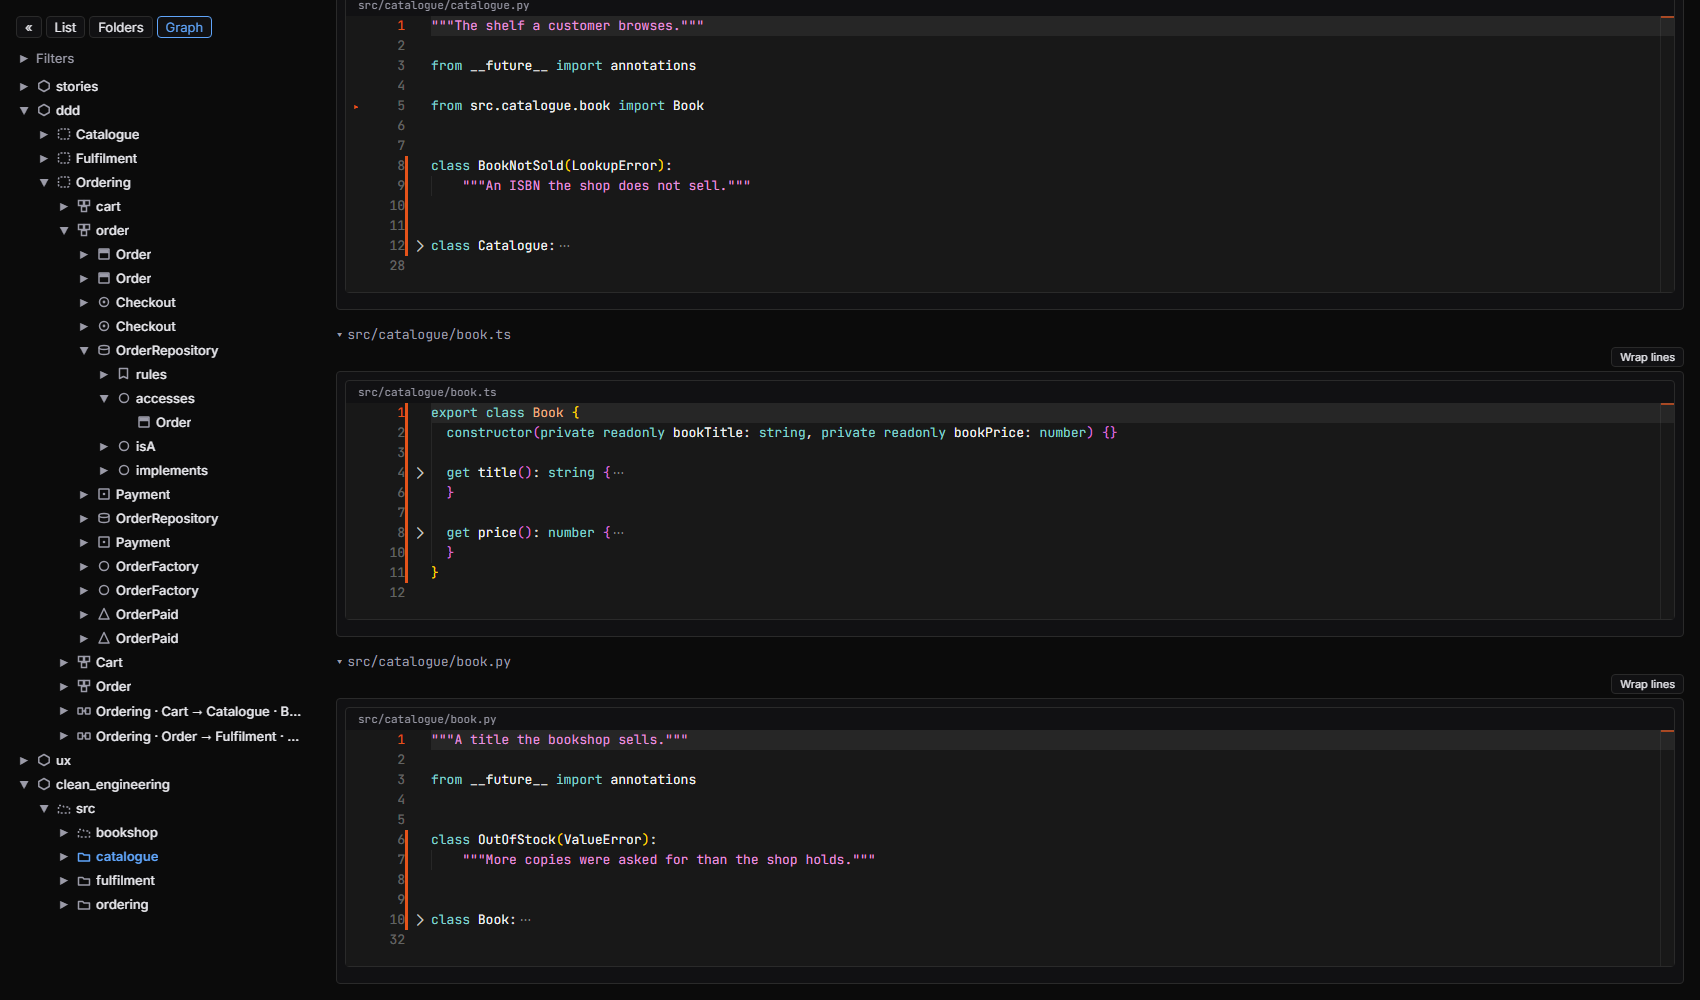 « List Folders Graph
Filters
stories
ddd
Catalogue
Fulfilment
Ordering
cart
order
Order
Order
Checkout
Checkout
OrderRepository
rules
accesses
Order
isA
implements
Payment
OrderRepository
Payment
OrderFactory
OrderFactory
OrderPaid
OrderPaid
Cart
Order
Ordering · Cart → Catalogue · B...
Ordering · Order → Fulfilment · ...
ux
clean_engineering
src
bookshop
catalogue
fulfilment
ordering
src/catalogue/catalogue.py
1 """The shelf a customer browses."""
2
3 from __future__ import annotations
4
5 from src.catalogue.book import Book
6
7
8 class BookNotSold(LookupError):
9 """An ISBN the shop does not sell."""
10
11
12 class Catalogue: ...
28
src/catalogue/book.ts
Wrap lines
src/catalogue/book.ts
1 export class Book {
2 constructor(private readonly bookTitle: string, private readonly bookPrice: number) {}
3
4 get title(): string { ...
6 }
7
8 get price(): number { ...
10 }
11 }
12
src/catalogue/book.py
Wrap lines
src/catalogue/book.py
1 """A title the bookshop sells."""
2
3 from __future__ import annotations
4
5
6 class OutOfStock(ValueError):
7 """More copies were asked for than the shop holds."""
8
9
10 class Book: ...
32